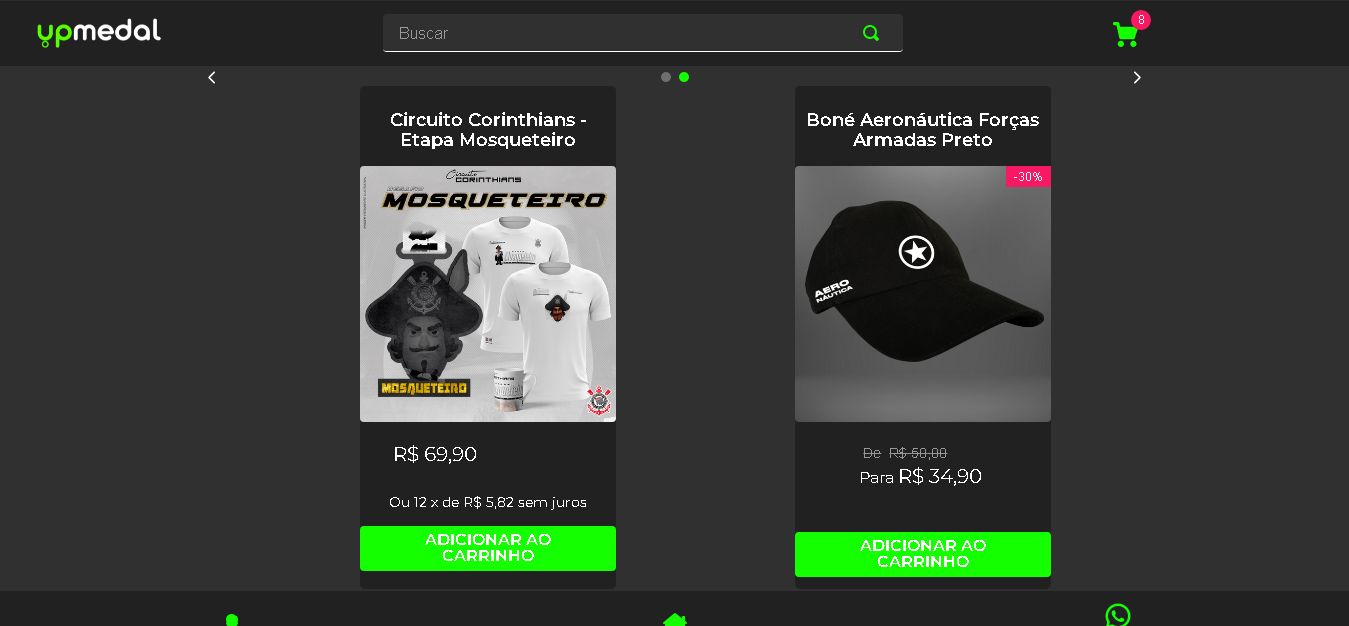 upmedal
Buscar
8
Circuito Corinthians -
Etapa Mosqueteiro
Circuito
CORINTHIANS
MOSQUETEIRO
MOSQUETEIRO
R$ 69,90
Ou 12 x de R$ 5,82 sem juros
ADICIONAR AO
CARRINHO
Boné Aeronáutica Forças
Armadas Preto
-30%
AERO
NÁUTICA
De R$ 50,00
Para R$ 34,90
ADICIONAR AO
CARRINHO